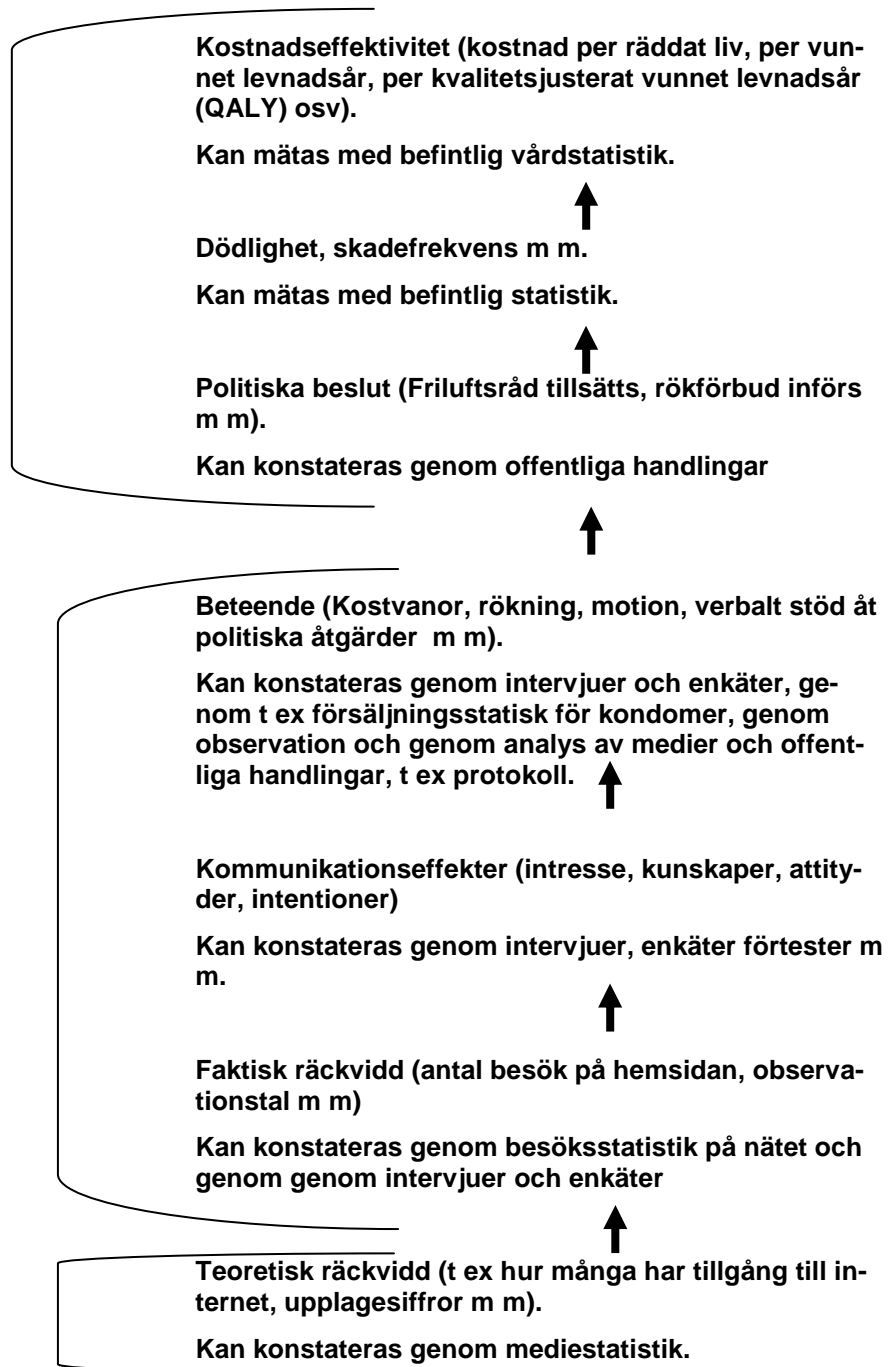 Kostnadseffektivitet (kostnad per räddat liv, per vun-
net levnadsår, per kvalitetsjusterat vunnet levnadsår
(QALY) osv).
Kan mätas med befintlig vårdstatistik.
Dödlighet, skadefrekvens m m.
Kan mätas med befintlig statistik.
Politiska beslut (Friluftsråd tillsätts, rökförbud införs
m m).
Kan konstateras genom offentliga handlingar
Beteende (Kostvanor, rökning, motion, verbalt stöd åt
politiska åtgärder  m m).
Kan konstateras genom intervjuer och enkäter, ge-
nom t ex försäljningsstatisk för kondomer, genom
observation och genom analys av medier och offent-
liga handlingar, t ex protokoll.
Kommunikationseffekter (intresse, kunskaper, attity-
der, intentioner)
Kan konstateras genom intervjuer, enkäter förtester m
m.
Faktisk räckvidd (antal besök på hemsidan, observa-
tionstal m m)
Kan konstateras genom besöksstatistik på nätet och
genom genom intervjuer och enkäter
Teoretisk räckvidd (t ex hur många har tillgång till in-
ternet, upplagesiffror m m).
Kan konstateras genom mediestatistik.